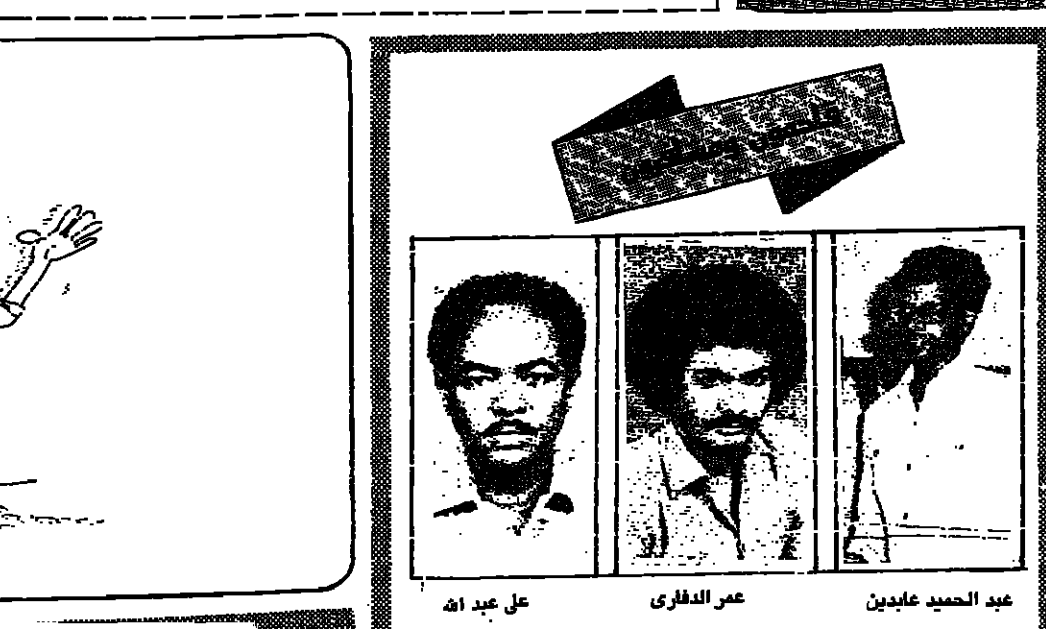 عبد الحميد عابدين
عمر الدفارى
على عبد الله